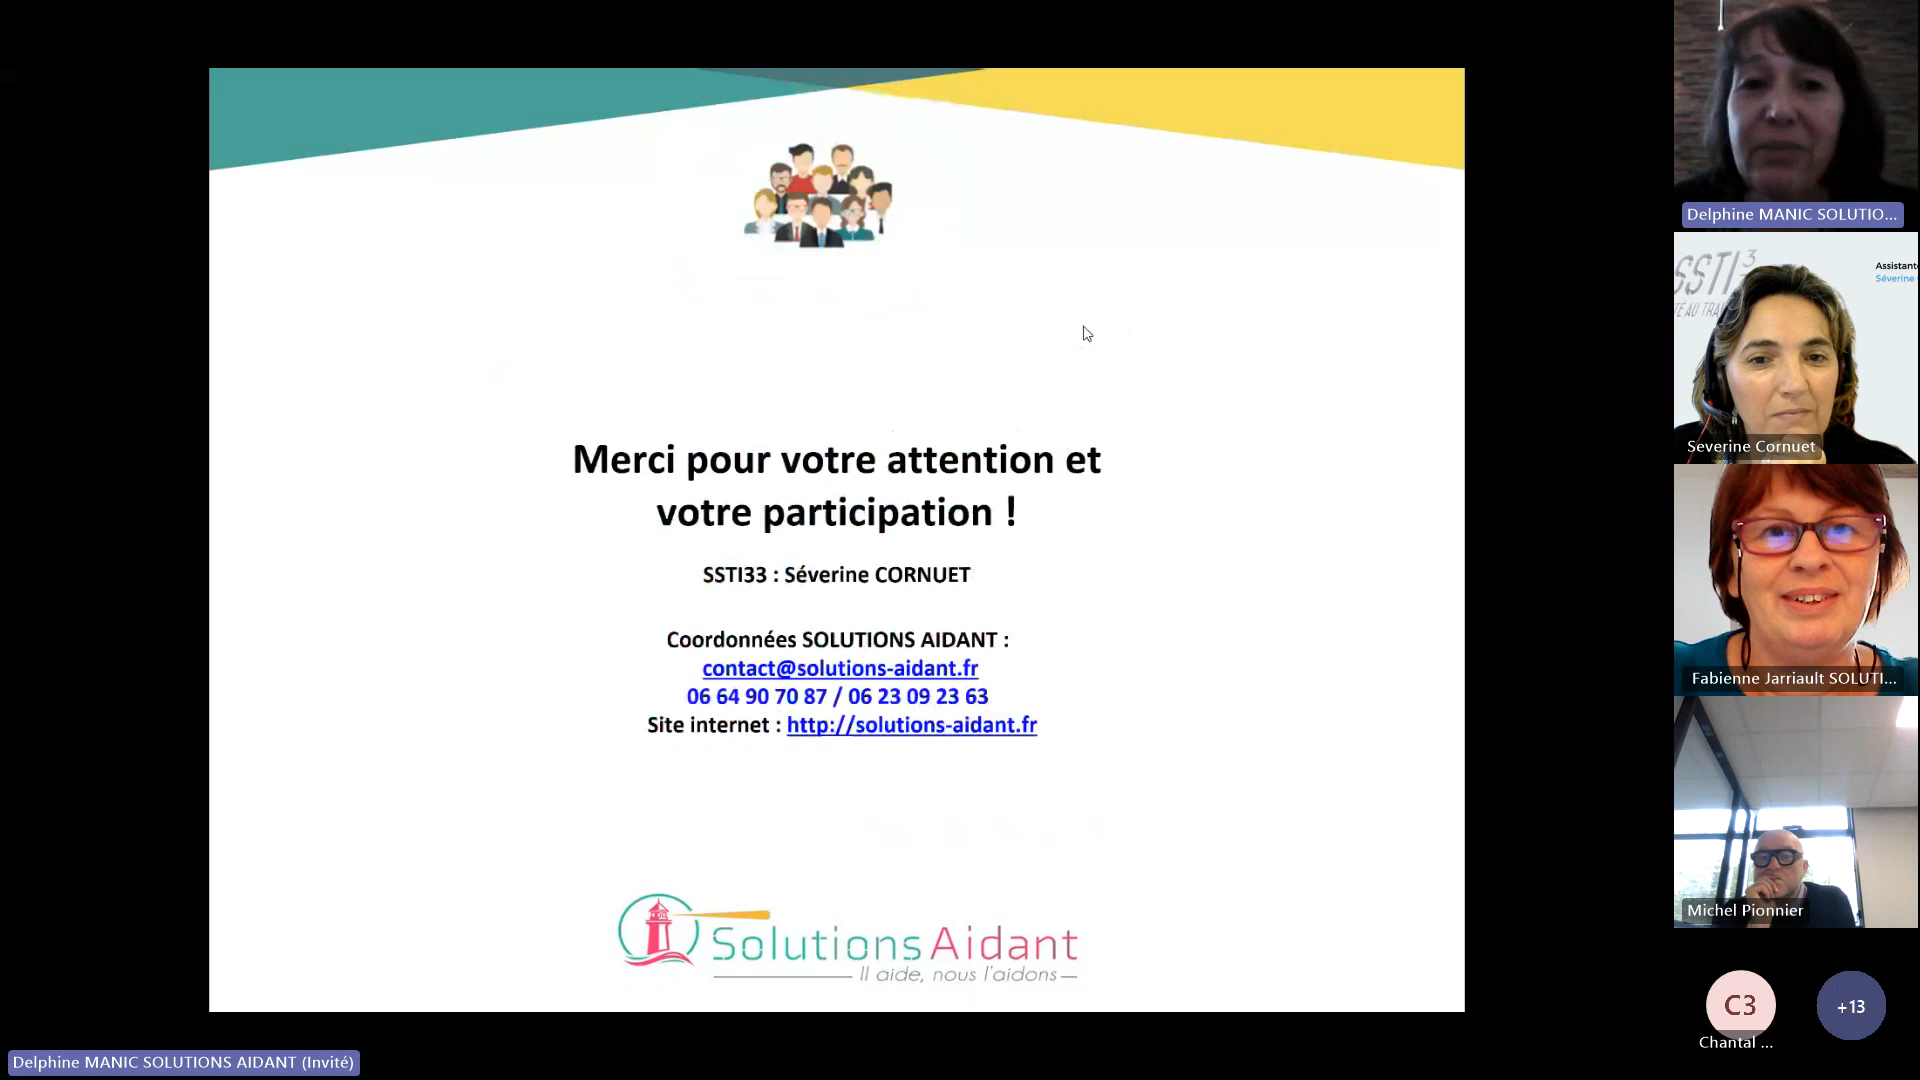 Merci pour votre attention et
votre participation !
SSTI33 : Séverine CORNUET
Coordonnées SOLUTIONS AIDANT :
contact@solutions-aidant.fr
06 64 90 70 87 / 06 23 09 23 63
Site internet : http://solutions-aidant.fr
Solutions Aidant
Il aide, nous l'aidons
Delphine MANIC SOLUTIONS AIDANT (Invité)
Delphine MANIC SOLUTIO...
SSTI3
Assistant
Séverine
Severine Cornuet
Fabienne Jarriault SOLUTI...
Michel Pionnier
C3
+13
Chantal ...